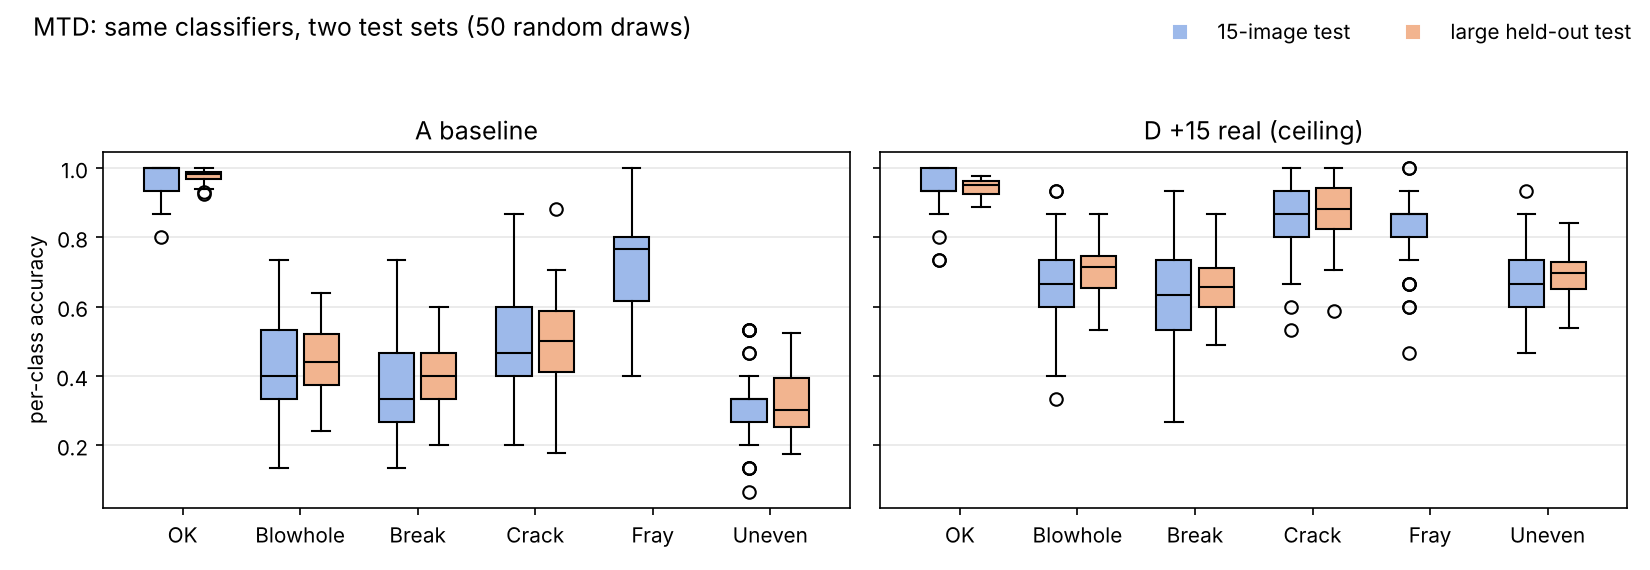 MTD: same classifiers, two test sets (50 random draws)
15-image test
large held-out test
A baseline
D +15 real (ceiling)
per-class accuracy
1.0
0.8
0.6
0.4
0.2
OK Blowhole Break Crack Fray Uneven
OK Blowhole Break Crack Fray Uneven